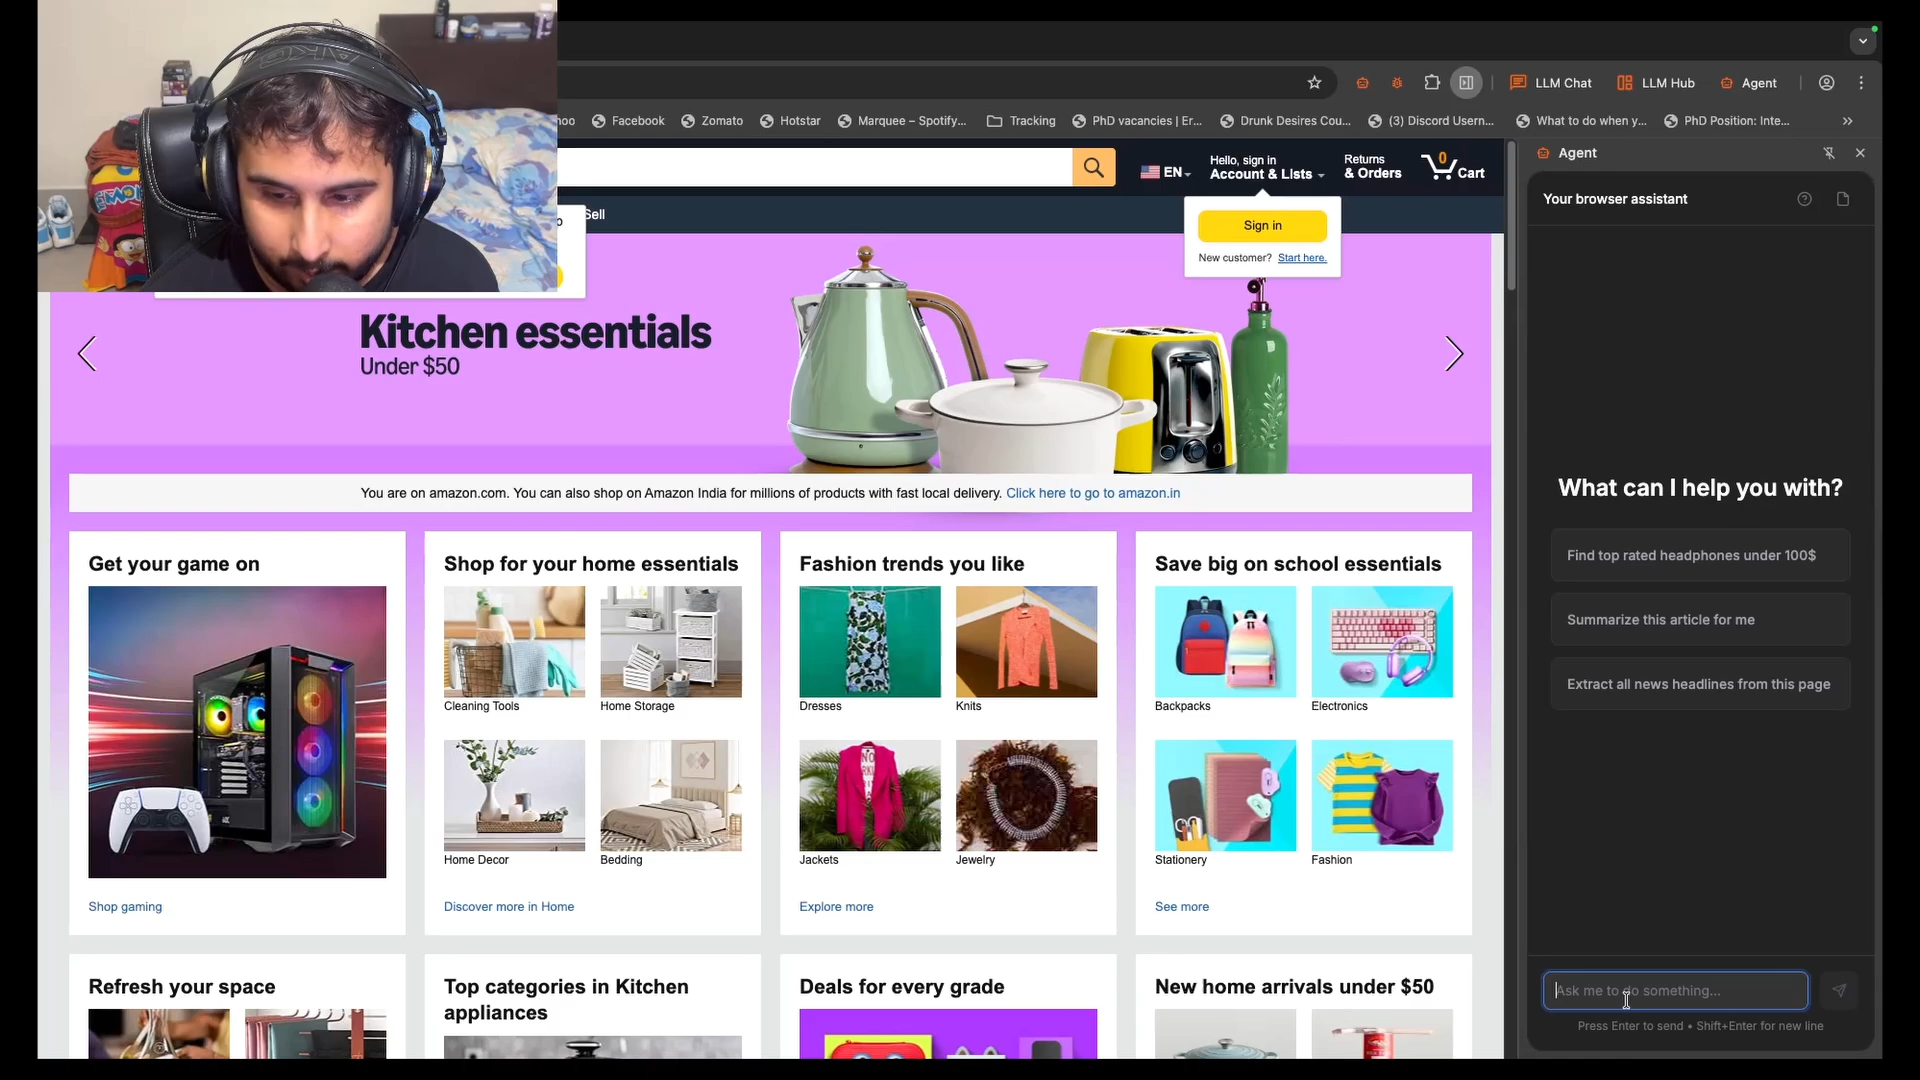 AKG
LLM Chat
LLM Hub
Agent
Facebook
Zomato
Hotstar
Marquee – Spotify...
Tracking
PhD vacancies | Er...
Drunk Desires Cou...
(3) Discord Usern...
What to do when y...
PhD Position: Inte...
»
EN
Hello, sign in
Account & Lists
Returns
& Orders
0
Cart
Sell
Sign in
New customer? Start here.
Kitchen essentials
Under $50
You are on amazon.com. You can also shop on Amazon India for millions of products with fast local delivery. Click here to go to amazon.in
Get your game on
Shop gaming
Shop for your home essentials
Cleaning Tools
Home Storage
Home Decor
Bedding
Discover more in Home
Fashion trends you like
Dresses
Knits
Jackets
Jewelry
Explore more
Save big on school essentials
Backpacks
Electronics
Stationery
Fashion
See more
Refresh your space
Top categories in Kitchen
appliances
Deals for every grade
New home arrivals under $50
Agent
Your browser assistant
What can I help you with?
Find top rated headphones under 100$
Summarize this article for me
Extract all news headlines from this page
Ask me to do something...
Press Enter to send • Shift+Enter for new line